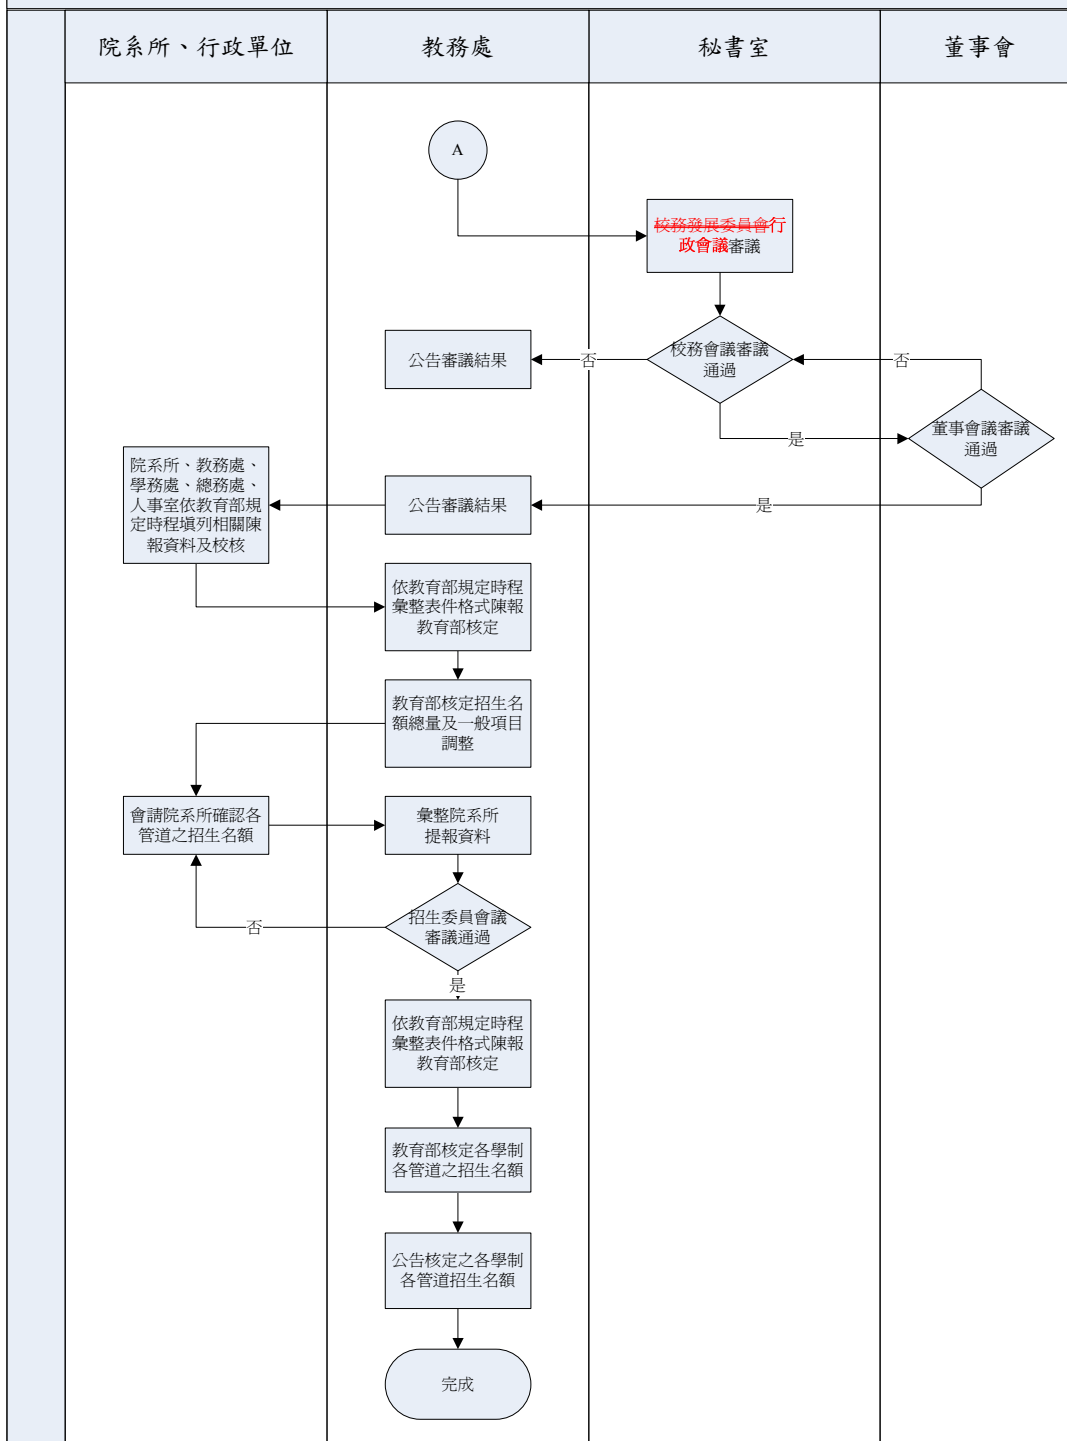 院系所、行政單位
教務處
秘書室
董事會
A
校務發展委員會行
政會議審議
校務會議審議
通過
否
公告審議結果
否
是
董事會議審議
通過
是
公告審議結果
院系所、教務處、
學務處、總務處、
人事室依教育部規
定時程填列相關陳
報資料及校核
依教育部規定時程
彙整表件格式陳報
教育部核定
教育部核定招生名
額總量及一般項目
調整
會請院系所確認各
管道之招生名額
彙整院系所
提報資料
招生委員會議
審議通過
否
是
依教育部規定時程
彙整表件格式陳報
教育部核定
教育部核定各學制
各管道之招生名額
公告核定之各學制
各管道招生名額
完成